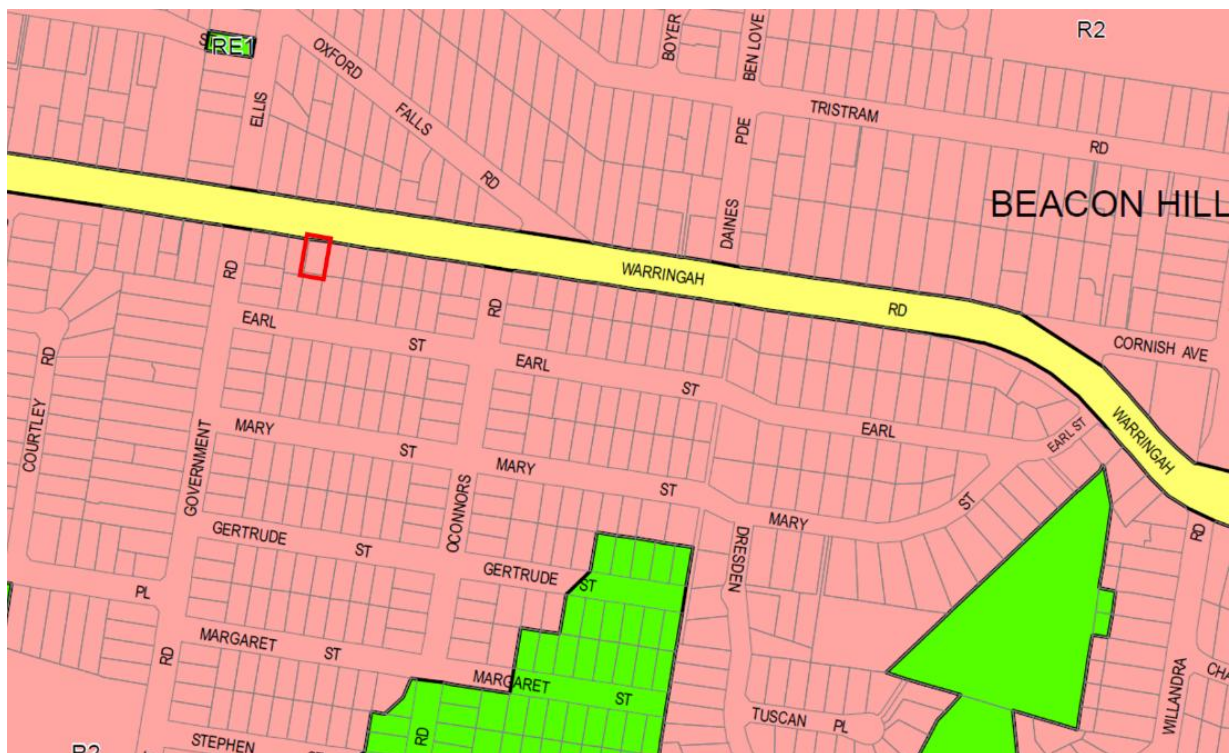 R2
BOYER
BEN LOVE
S
RE1
OXFORD
FALLS
RD
ELLIS
TRISTRAM
RD
PDE
DAINES
BEACON HILL
WARRINGAH
RD
RD
RD
EARL
ST
EARL
ST
EARL
EARL ST
CORNISH AVE
WARRINGAH
RD
COURTLEY
GOVERNMENT
MARY
ST
MARY
ST
MARY
ST
OCONNORS
DRESDEN
GERTRUDE
ST
GERTRUDE
ST
RD
PL
RD
MARGARET
ST
MARGARET
ST
RD
TUSCAN
PL
WILLANDRA
CHA
STEPHEN
R2